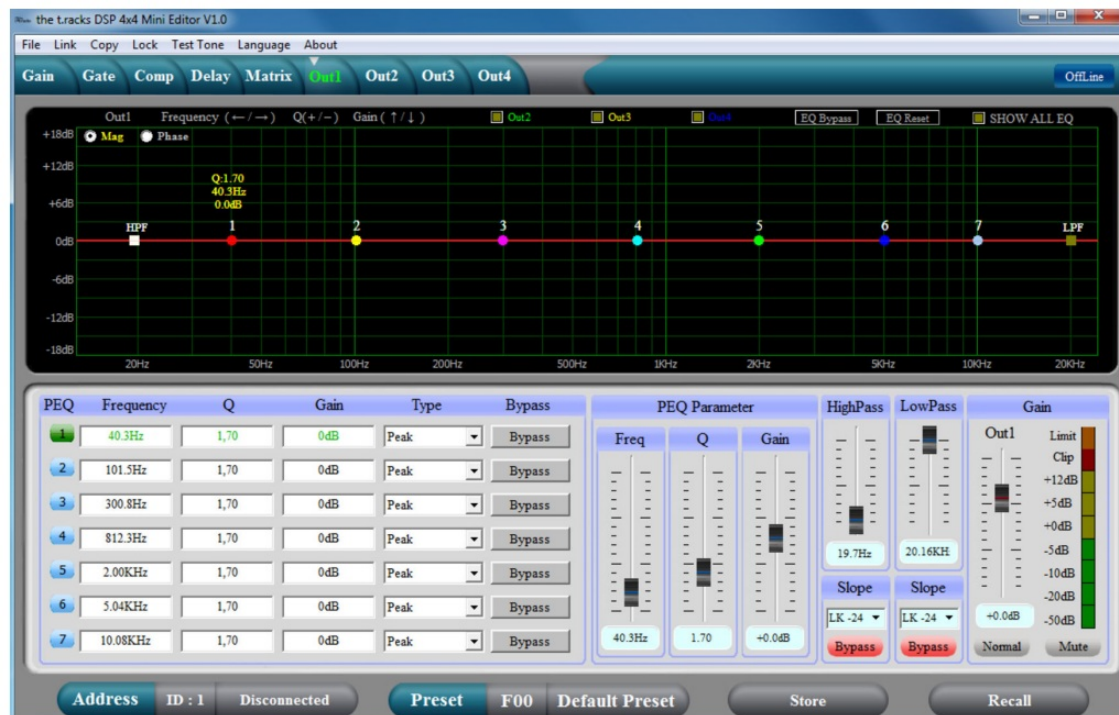 the t.racks DSP 4x4 Mini Editor V1.0
File Link Copy Lock Test Tone Language About
Gain Gate Comp Delay Matrix Out1 Out2 Out3 Out4 OffLine
Out1 Frequency (←/→) Q(+/−) Gain (↑/↓) Out2 Out3 Out4 EQ Bypass EQ Reset SHOW ALL EQ
+18dB Mag Phase
+12dB
Q:1.70
40.3Hz
+6dB
0.0dB
HPF 1 2 3 4 5 6 7 LPF
0dB
-6dB
-12dB
-18dB
20Hz 50Hz 100Hz 200Hz 500Hz 1KHz 2KHz 5KHz 10KHz 20KHz
PEQ Frequency Q Gain Type Bypass
1 40.3Hz 1,70 0dB Peak Bypass
2 101.5Hz 1,70 0dB Peak Bypass
3 300.8Hz 1,70 0dB Peak Bypass
4 812.3Hz 1,70 0dB Peak Bypass
5 2.00KHz 1,70 0dB Peak Bypass
6 5.04KHz 1,70 0dB Peak Bypass
7 10.08KHz 1,70 0dB Peak Bypass
PEQ Parameter
Freq Q Gain
40.3Hz 1.70 +0.0dB
HighPass LowPass
19.7Hz 20.16KH
Slope Slope
LK -24 LK -24
Bypass Bypass
Gain
Out1 Limit
Clip
+12dB
+5dB
+0dB
-5dB
-10dB
-20dB
+0.0dB -50dB
Normal Mute
Address ID : 1 Disconnected Preset F00 Default Preset Store Recall